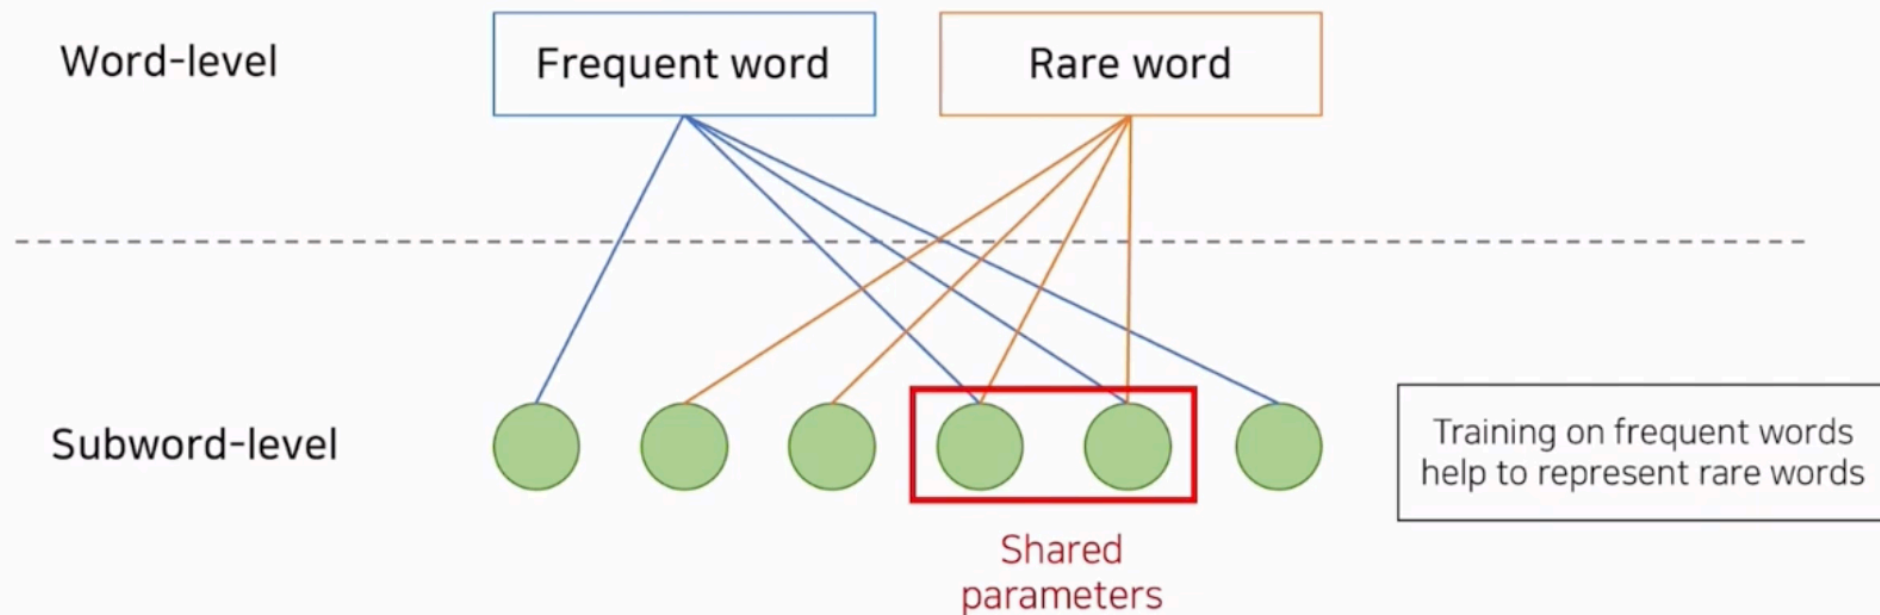 Word-level
Frequent word
Rare word
Subword-level
Training on frequent words
help to represent rare words
Shared
parameters